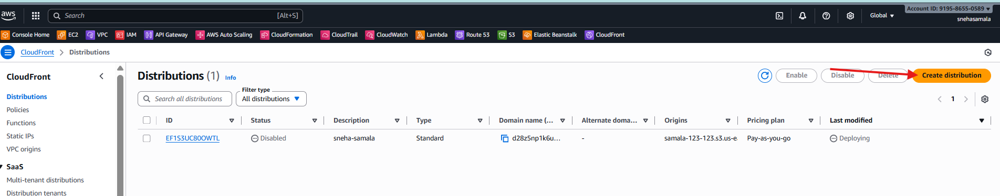 aws
Search
[Alt+S]
Account ID: 9195-8655-0589
Global
snehasamala
Console Home EC2 VPC IAM API Gateway AWS Auto Scaling CloudFormation CloudTrail CloudWatch Lambda Route 53 S3 Elastic Beanstalk CloudFront
CloudFront > Distributions
CloudFront
Distributions
Policies
Functions
Static IPs
VPC origins
SaaS
Multi-tenant distributions
Distribution tenants
Distributions (1) Info
Enable Disable Delete Create distribution
Search all distributions
Filter type
All distributions
1
ID Status Description Type Domain name (... Alternate doma... Origins Pricing plan Last modified
EF1S3UC80OWTL Disabled sneha-samala Standard d28z5np1k6u... - samala-123-123.s3.us-ea Pay-as-you-go Deploying